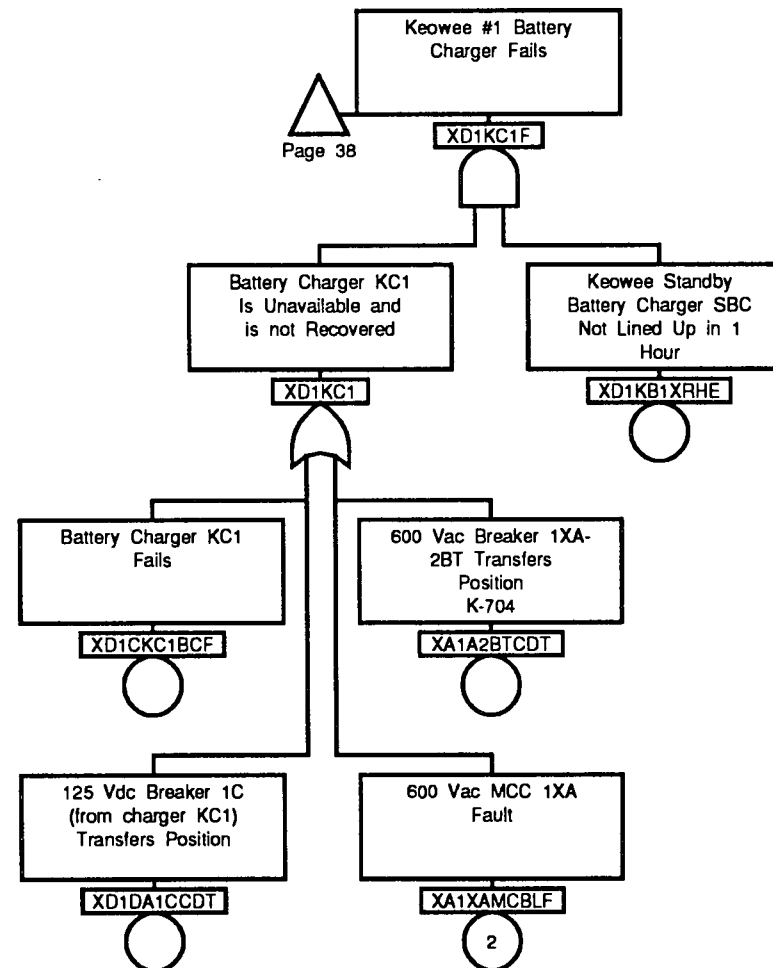 Keowee #1 Battery
Charger Fails
Page 38
XD1KC1F
Battery Charger KC1
Is Unavailable and
is not Recovered
XD1KC1
Keowee Standby
Battery Charger SBC
Not Lined Up in 1
Hour
XD1KB1XRHE
Battery Charger KC1
Fails
XD1CKC1BCF
600 Vac Breaker 1XA-
2BT Transfers
Position
K-704
XA1A2BTCDT
125 Vdc Breaker 1C
(from charger KC1)
Transfers Position
XD1DA1CCDT
600 Vac MCC 1XA
Fault
XA1XAMCBLF
2